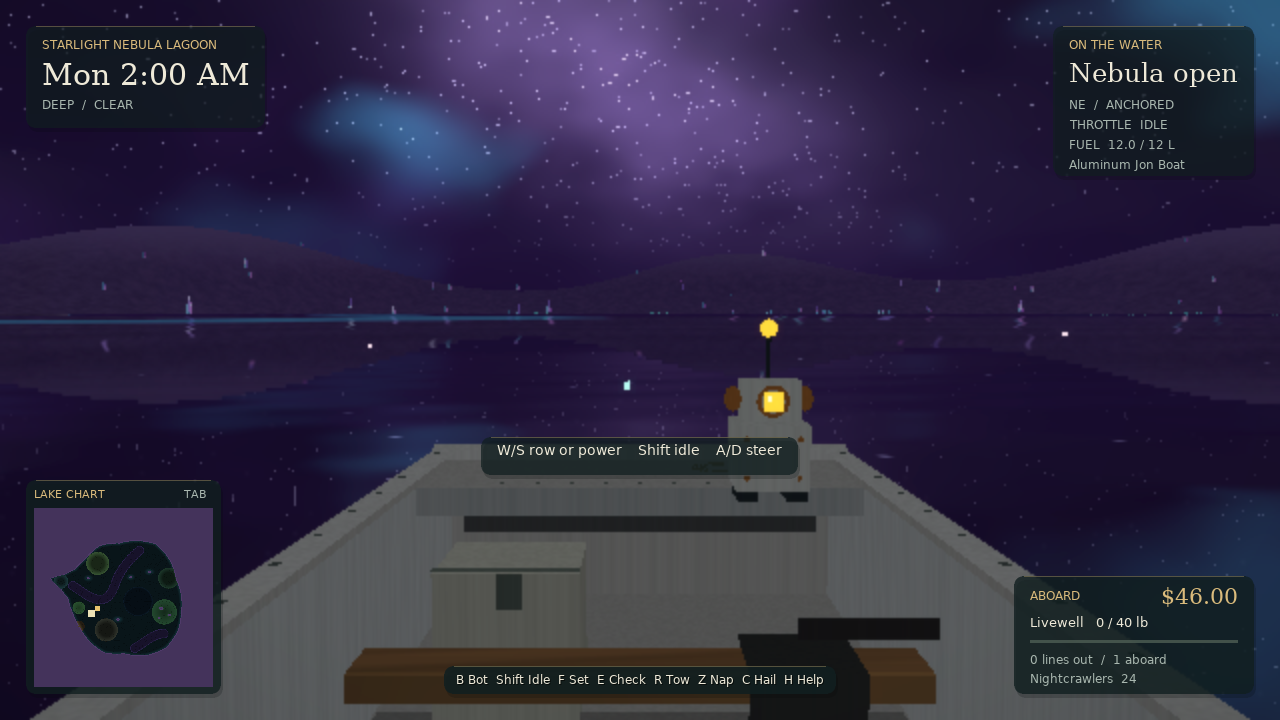 STARLIGHT NEBULA LAGOON
Mon 2:00 AM
DEEP / CLEAR
ON THE WATER
Nebula open
NE / ANCHORED
THROTTLE IDLE
FUEL 12.0 / 12 L
Aluminum Jon Boat
W/S row or power Shift idle A/D steer
LAKE CHART TAB
ABOARD $46.00
Livewell 0 / 40 lb
0 lines out / 1 aboard
Nightcrawlers 24
B Bot Shift Idle F Set E Check R Tow Z Nap C Hail H Help